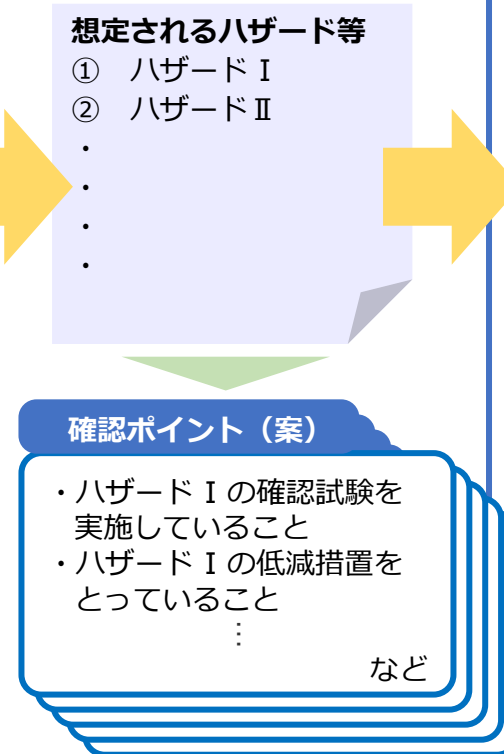 想定されるハザード等
① ハザードⅠ
② ハザードⅡ
・
・
・
・
確認ポイント（案）
・ハザードⅠの確認試験を
実施していること
・ハザードⅠの低減措置を
とっていること
⋮
など